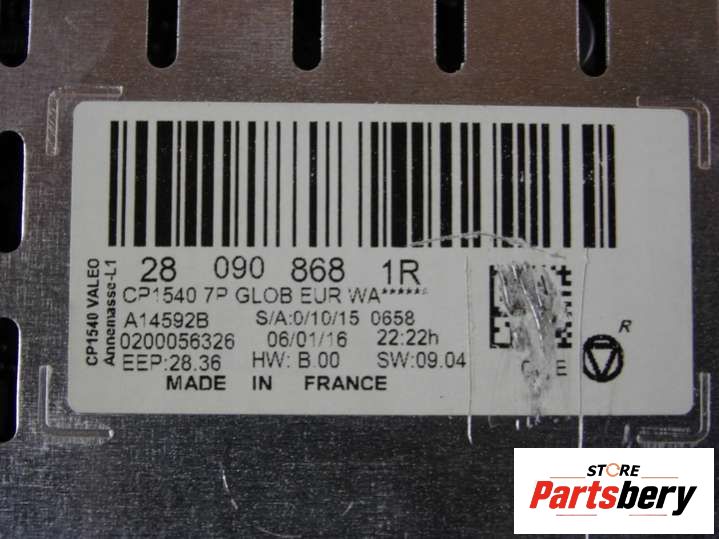 CP1540 VALEO
Annemasse-L1
28 090 868 1R
CP1540 7P GLOB EUR WA*****
A14592B S/A:0/10/15 0658
0200056326 06/01/16 22:22h
EEP:28.36 HW: B.00 SW:09.04
MADE IN FRANCE
R
STORE
Partsbery